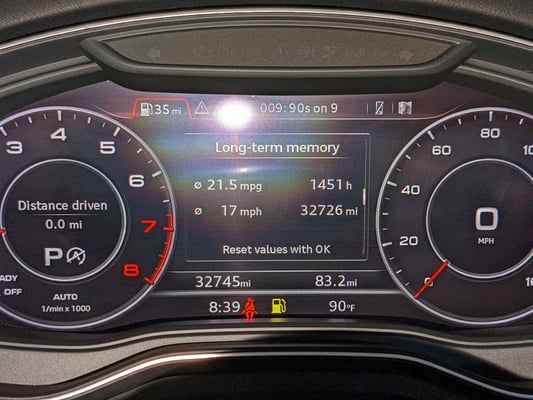 35 mi
009:90s on 9
Long-term memory
ø 21.5 mpg 1451 h
ø 17 mph 32726 mi
Reset values with OK
32745mi 83.2mi
8:39 90°F
3 4 5 6 7 8
Distance driven
0.0 mi
P
A
READY
OFF
AUTO
1/min x 1000
0 20 40 60 80
0
MPH